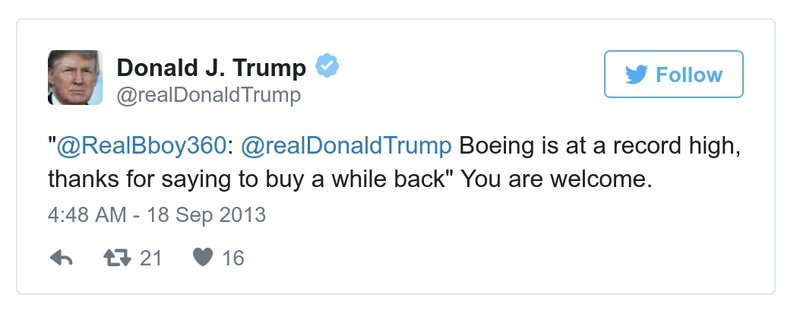 Donald J. Trump
@realDonaldTrump
Follow
"@RealBboy360: @realDonaldTrump Boeing is at a record high,
thanks for saying to buy a while back" You are welcome.
4:48 AM - 18 Sep 2013
21 16